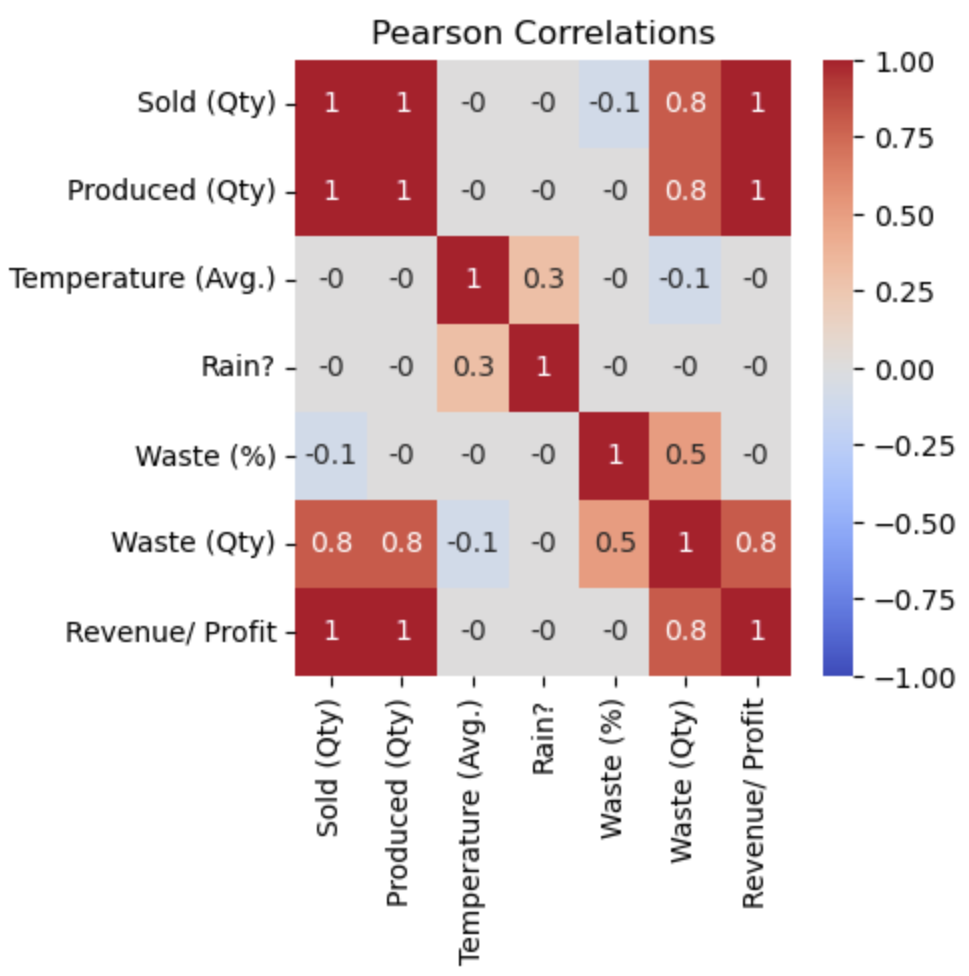 Pearson Correlations
Sold (Qty) 1 1 -0 -0 -0.1 0.8 1
Produced (Qty) 1 1 -0 -0 -0 0.8 1
Temperature (Avg.) -0 -0 1 0.3 -0 -0.1 -0
Rain? -0 -0 0.3 1 -0 -0 -0
Waste (%) -0.1 -0 -0 -0 1 0.5 -0
Waste (Qty) 0.8 0.8 -0.1 -0 0.5 1 0.8
Revenue/ Profit 1 1 -0 -0 -0 0.8 1
Sold (Qty)
Produced (Qty)
Temperature (Avg.)
Rain?
Waste (%)
Waste (Qty)
Revenue/ Profit
1.00
0.75
0.50
0.25
0.00
−0.25
−0.50
−0.75
−1.00